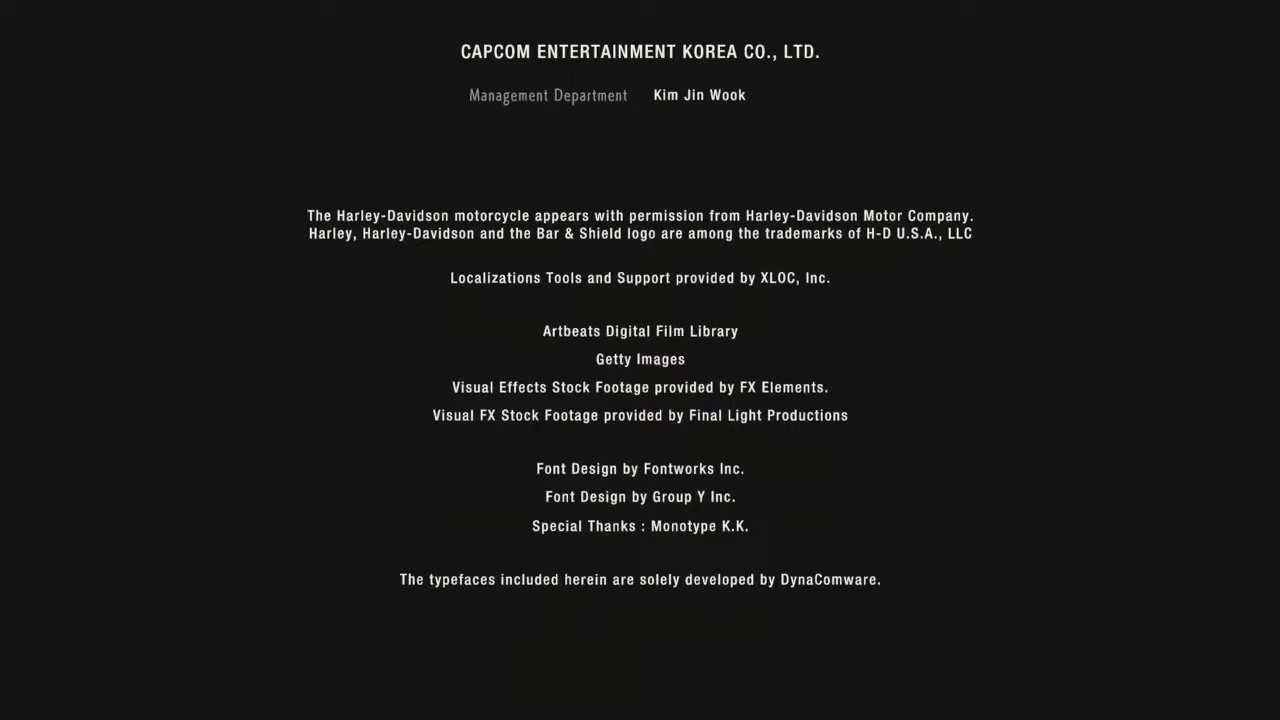 CAPCOM ENTERTAINMENT KOREA CO., LTD.
Management Department Kim Jin Wook
The Harley-Davidson motorcycle appears with permission from Harley-Davidson Motor Company.
Harley, Harley-Davidson and the Bar & Shield logo are among the trademarks of H-D U.S.A., LLC
Localizations Tools and Support provided by XLOC, Inc.
Artbeats Digital Film Library
Getty Images
Visual Effects Stock Footage provided by FX Elements.
Visual FX Stock Footage provided by Final Light Productions
Font Design by Fontworks Inc.
Font Design by Group Y Inc.
Special Thanks : Monotype K.K.
The typefaces included herein are solely developed by DynaComware.